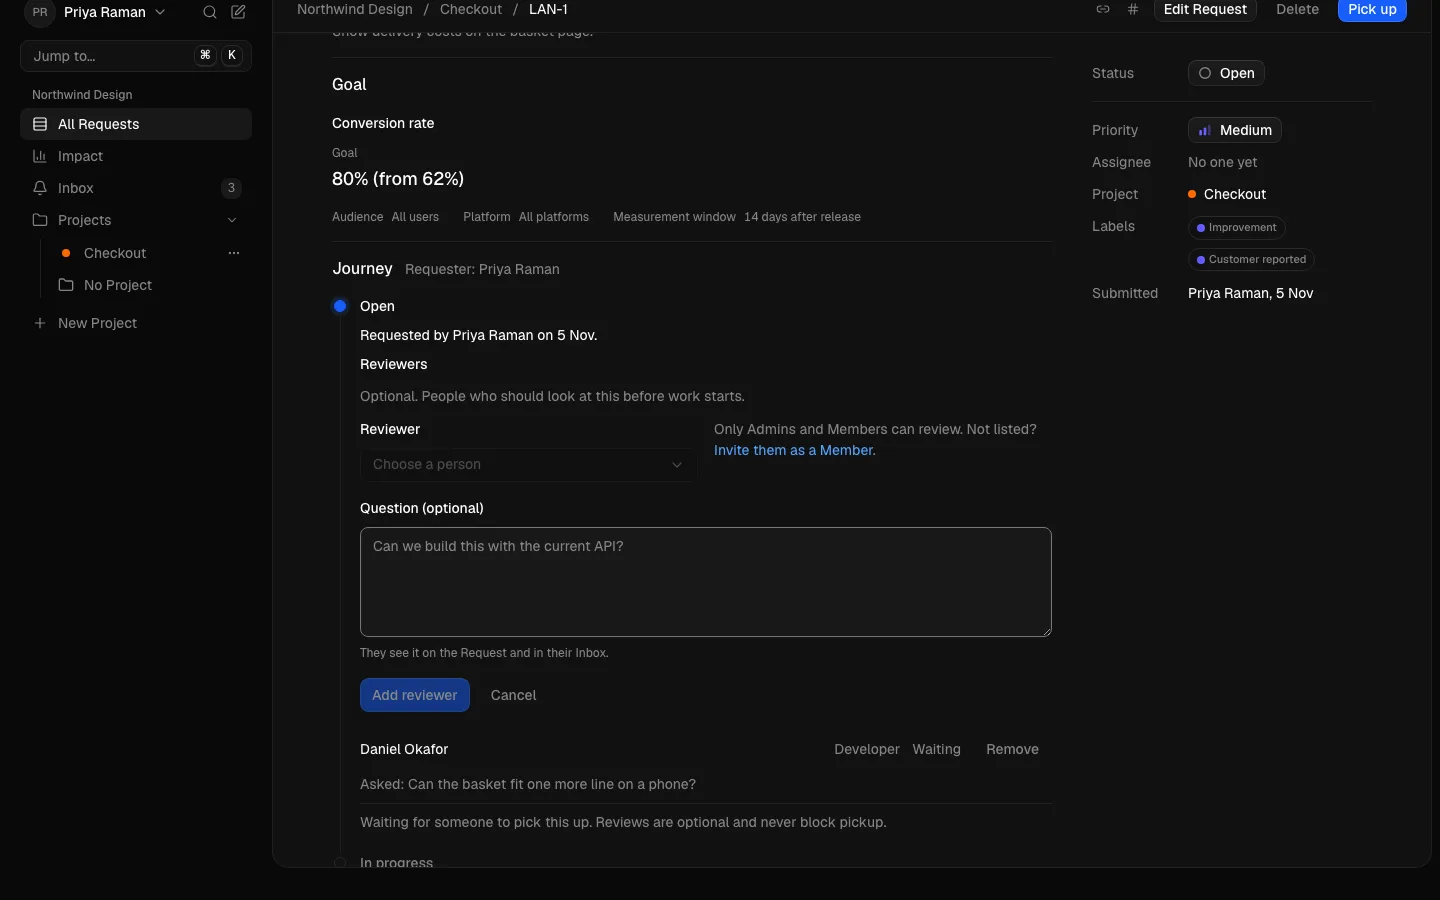 PR Priya Raman
Jump to... ⌘ K
Northwind Design
All Requests
Impact
Inbox 3
Projects
Checkout
No Project
New Project
Northwind Design / Checkout / LAN-1
# Edit Request Delete Pick up
Show delivery costs on the basket page.
Goal
Conversion rate
Goal
80% (from 62%)
Audience All users Platform All platforms Measurement window 14 days after release
Journey Requester: Priya Raman
Open
Requested by Priya Raman on 5 Nov.
Reviewers
Optional. People who should look at this before work starts.
Reviewer
Choose a person
Only Admins and Members can review. Not listed?
Invite them as a Member.
Question (optional)
Can we build this with the current API?
They see it on the Request and in their Inbox.
Add reviewer Cancel
Daniel Okafor Developer Waiting Remove
Asked: Can the basket fit one more line on a phone?
Waiting for someone to pick this up. Reviews are optional and never block pickup.
In progress
Status Open
Priority Medium
Assignee No one yet
Project Checkout
Labels Improvement
Customer reported
Submitted Priya Raman, 5 Nov